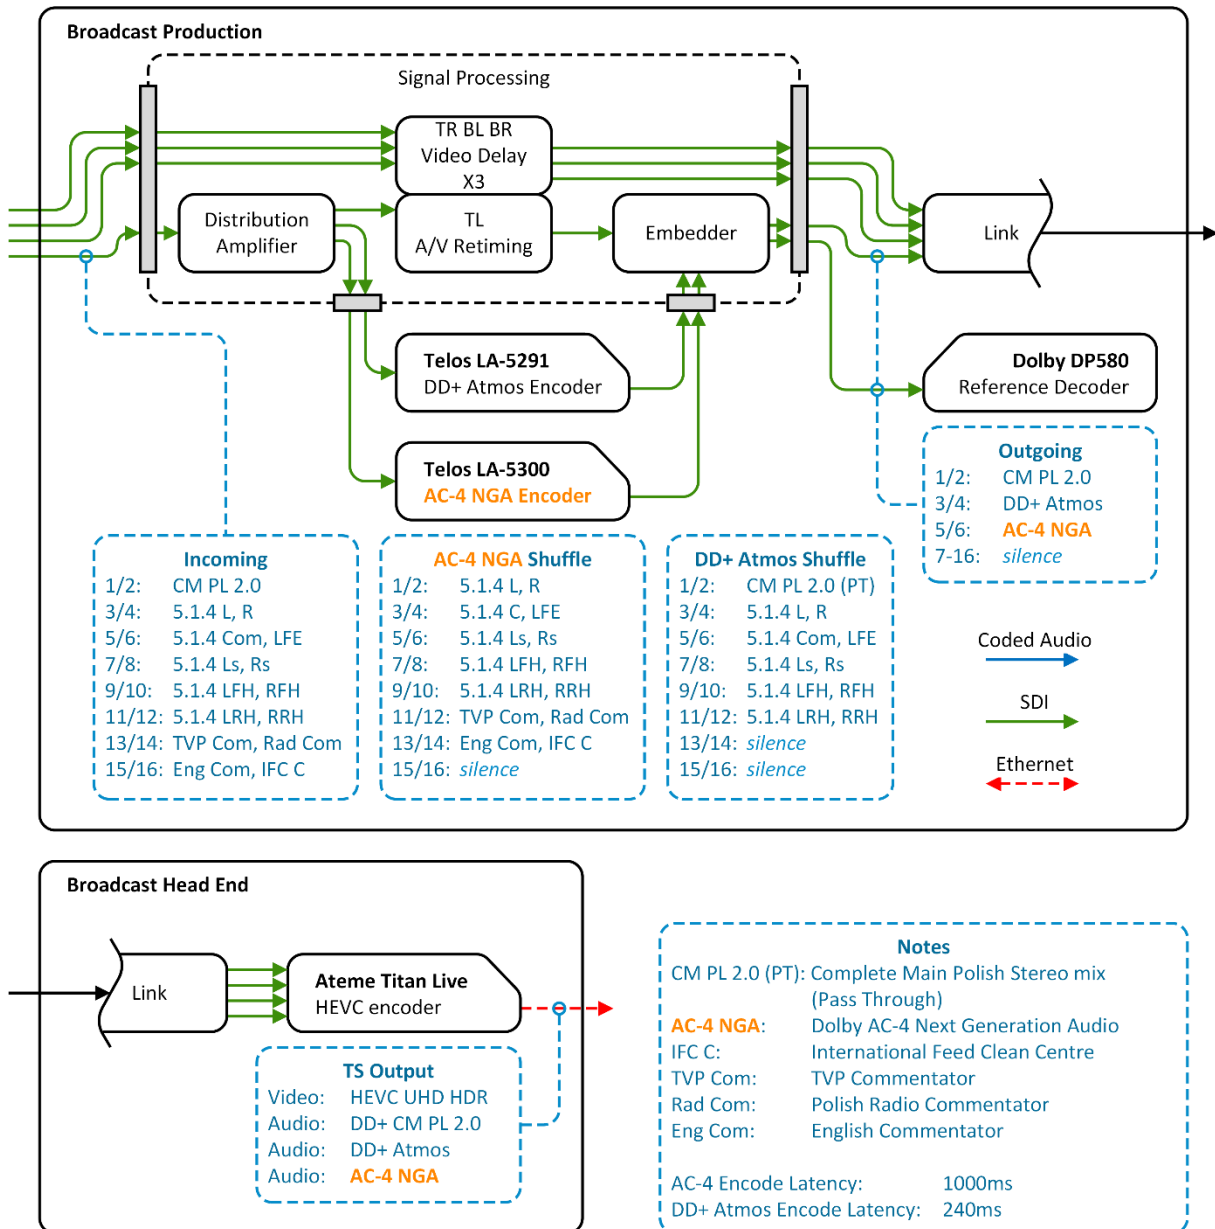 Broadcast Production
Signal Processing
TR BL BR
Video Delay
X3
Distribution
Amplifier
TL
A/V Retiming
Embedder
Link
Telos LA-5291
DD+ Atmos Encoder
Dolby DP580
Reference Decoder
Telos LA-5300
AC-4 NGA Encoder
Outgoing
1/2: CM PL 2.0
3/4: DD+ Atmos
5/6: AC-4 NGA
7-16: silence
Incoming
1/2: CM PL 2.0
3/4: 5.1.4 L, R
5/6: 5.1.4 Com, LFE
7/8: 5.1.4 Ls, Rs
9/10: 5.1.4 LFH, RFH
11/12: 5.1.4 LRH, RRH
13/14: TVP Com, Rad Com
15/16: Eng Com, IFC C
AC-4 NGA Shuffle
1/2: 5.1.4 L, R
3/4: 5.1.4 C, LFE
5/6: 5.1.4 Ls, Rs
7/8: 5.1.4 LFH, RFH
9/10: 5.1.4 LRH, RRH
11/12: TVP Com, Rad Com
13/14: Eng Com, IFC C
15/16: silence
DD+ Atmos Shuffle
1/2: CM PL 2.0 (PT)
3/4: 5.1.4 L, R
5/6: 5.1.4 Com, LFE
7/8: 5.1.4 Ls, Rs
9/10: 5.1.4 LFH, RFH
11/12: 5.1.4 LRH, RRH
13/14: silence
15/16: silence
Coded Audio
SDI
Ethernet
Broadcast Head End
Link
Ateme Titan Live
HEVC encoder
TS Output
Video: HEVC UHD HDR
Audio: DD+ CM PL 2.0
Audio: DD+ Atmos
Audio: AC-4 NGA
Notes
CM PL 2.0 (PT): Complete Main Polish Stereo mix
(Pass Through)
AC-4 NGA: Dolby AC-4 Next Generation Audio
IFC C: International Feed Clean Centre
TVP Com: TVP Commentator
Rad Com: Polish Radio Commentator
Eng Com: English Commentator
AC-4 Encode Latency: 1000ms
DD+ Atmos Encode Latency: 240ms